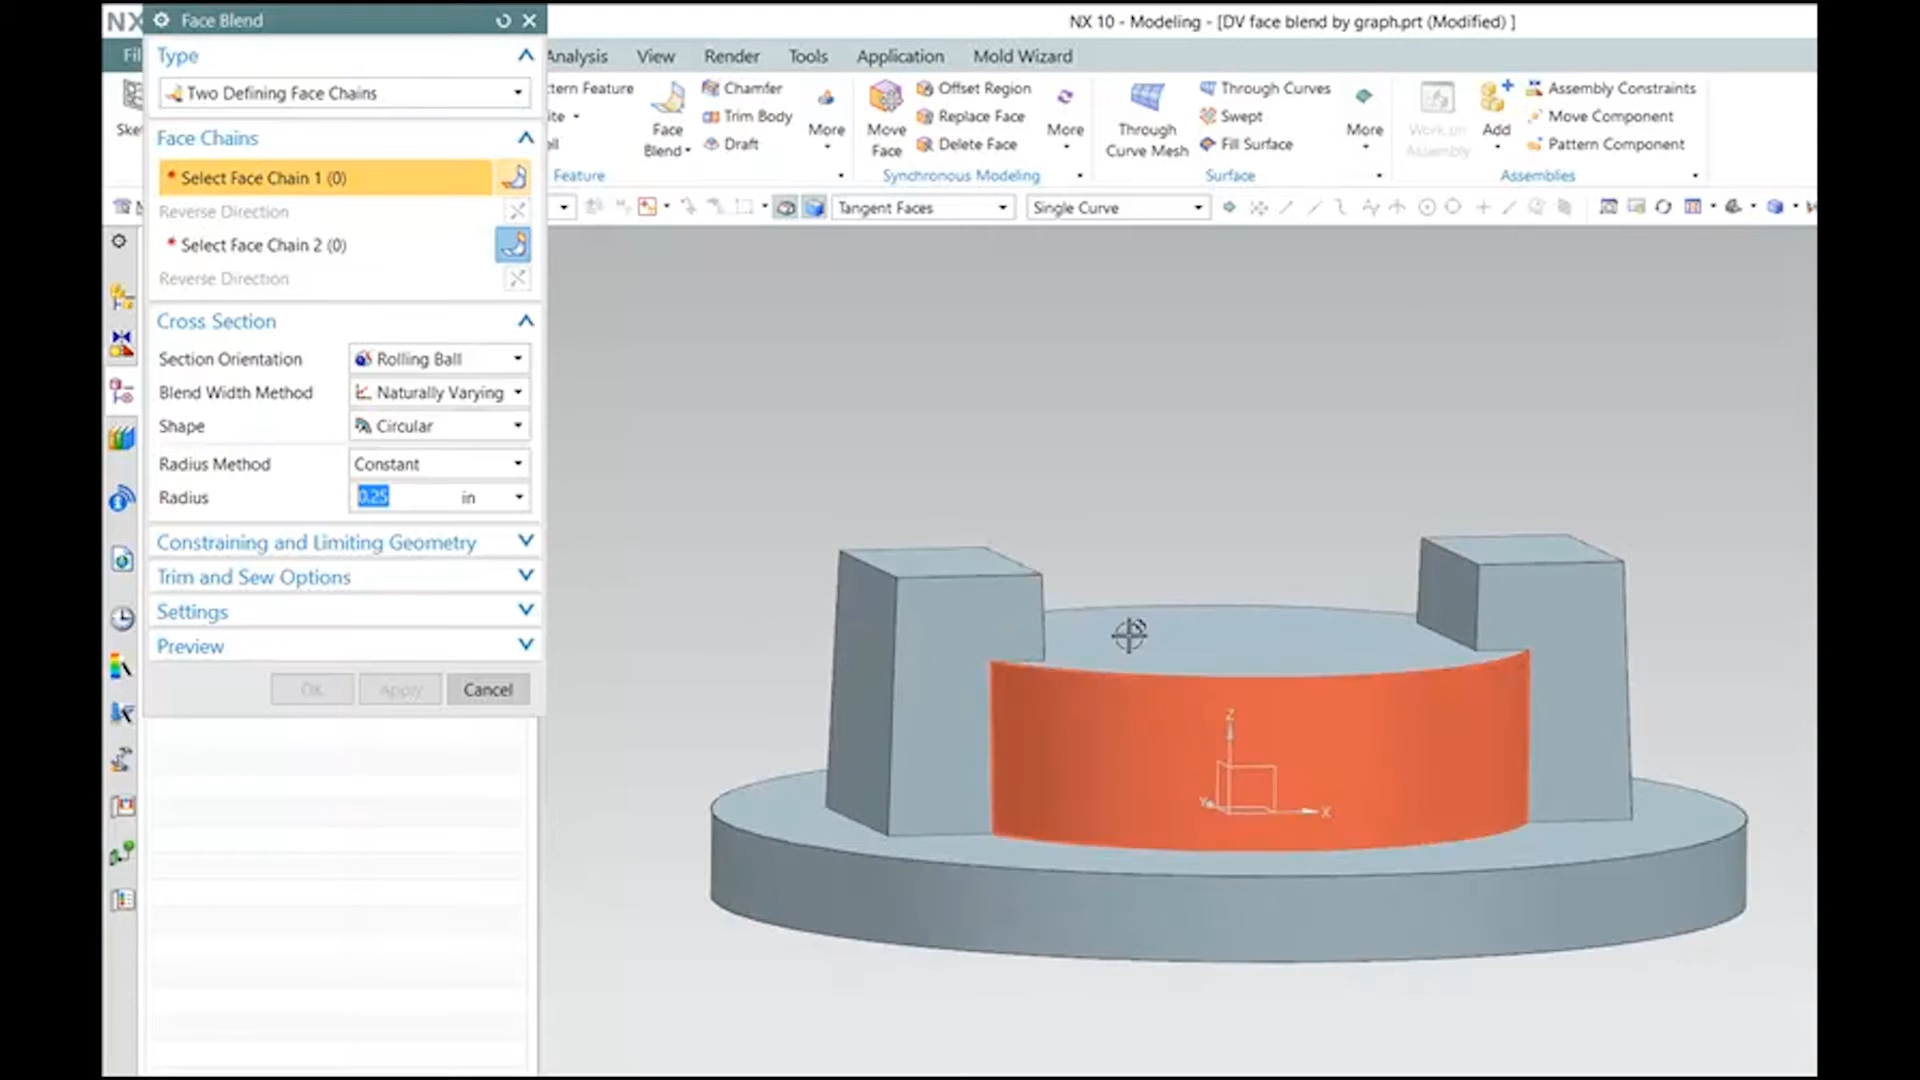 NX
Face Blend
NX 10 - Modeling - [DV face blend by graph.prt (Modified) ]
Fil
Analysis
View
Render
Tools
Application
Mold Wizard
Type
Two Defining Face Chains
Face Chains
* Select Face Chain 1 (0)
Reverse Direction
* Select Face Chain 2 (0)
Reverse Direction
Cross Section
Section Orientation
Rolling Ball
Blend Width Method
Naturally Varying
Shape
Circular
Radius Method
Constant
Radius
0.25
in
Constraining and Limiting Geometry
Trim and Sew Options
Settings
Preview
OK
Apply
Cancel
Sket
tern Feature
ite
ell
Face
Blend
Chamfer
Trim Body
Draft
More
Feature
Move
Face
Offset Region
Replace Face
Delete Face
More
Synchronous Modeling
Through
Curve Mesh
Through Curves
Swept
Fill Surface
More
Surface
Work on
Assembly
Add
Assembly Constraints
Move Component
Pattern Component
Assemblies
Tangent Faces
Single Curve
Z
Y
X